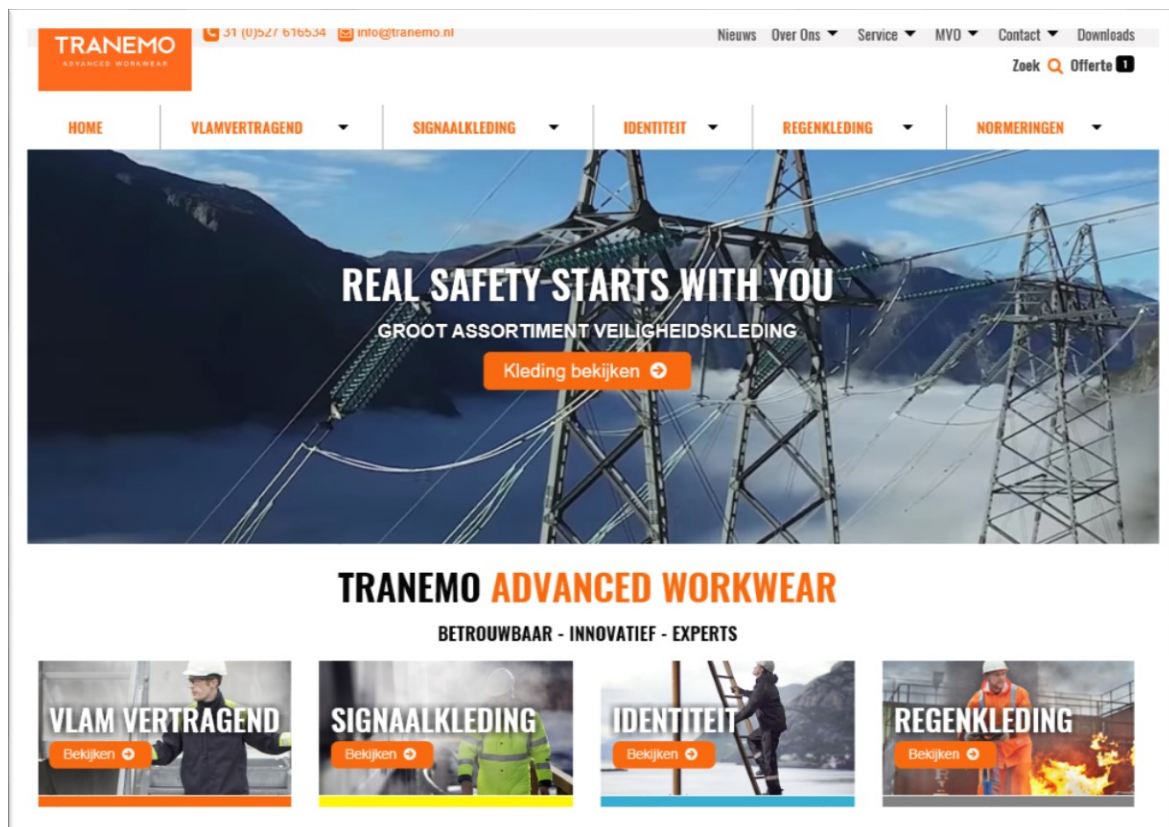 TRANEMO
ADVANCED WORKWEAR
31 (0)527 616534 info@tranemo.nl
Nieuws Over Ons Service MVO Contact Downloads
Zoek Offerte 1
HOME VLAMVERTRAGEND SIGNAALKLEDING IDENTITEIT REGENKLEDING NORMERINGEN
REAL SAFETY STARTS WITH YOU
GROOT ASSORTIMENT VEILIGHEIDSKLEDING
Kleding bekijken
TRANEMO ADVANCED WORKWEAR
BETROUWBAAR - INNOVATIEF - EXPERTS
VLAM VERTRAGEND
Bekijken
SIGNAALKLEDING
Bekijken
IDENTITEIT
Bekijken
REGENKLEDING
Bekijken